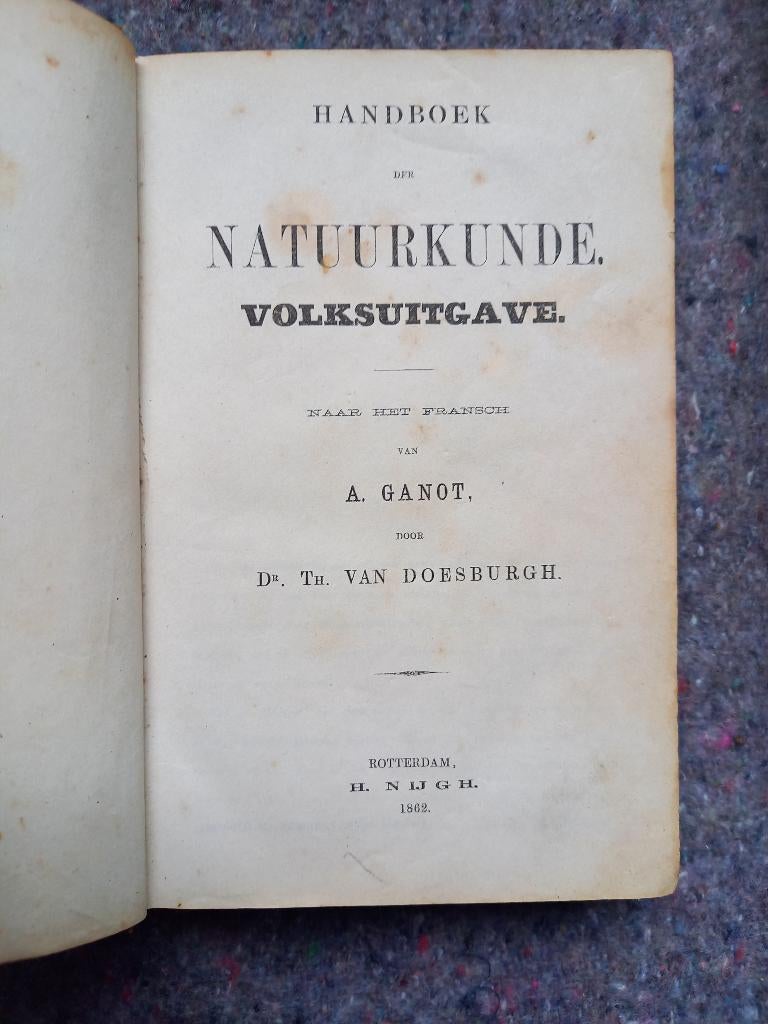 HANDBOEK
DER
NATUURKUNDE.
VOLKSUITGAVE.
NAAR HET FRANSCH
VAN
A. GANOT,
DOOR
DR. TH. VAN DOESBURGH.
ROTTERDAM,
H. NIJGH.
1862.